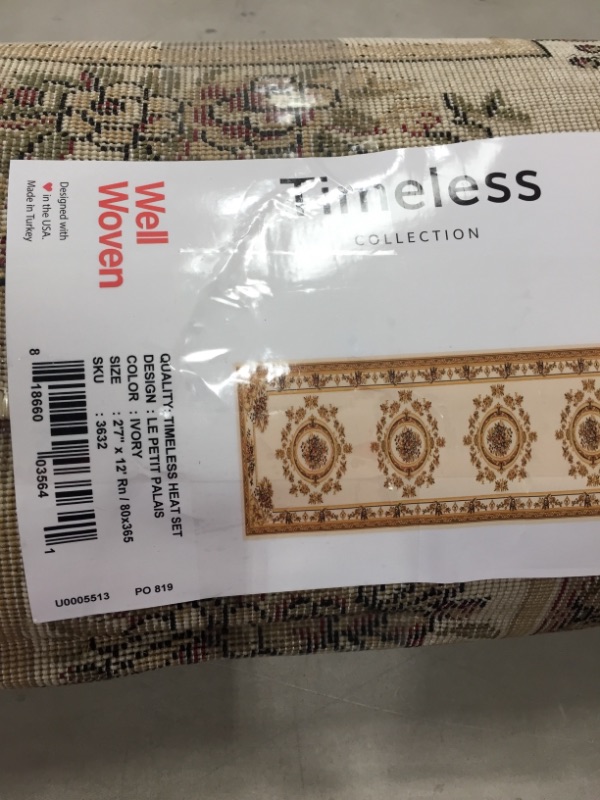 Timeless
COLLECTION
Well
Woven
Designed with
♥ in the USA.
Made in Turkey
QUALITY : TIMELESS HEAT SET
DESIGN : LE PETIT PALAIS
COLOR : IVORY
SIZE : 2'7" x 12' Rn / 80x365
SKU : 3632
8 18660 03564 1
U0005513 PO 819